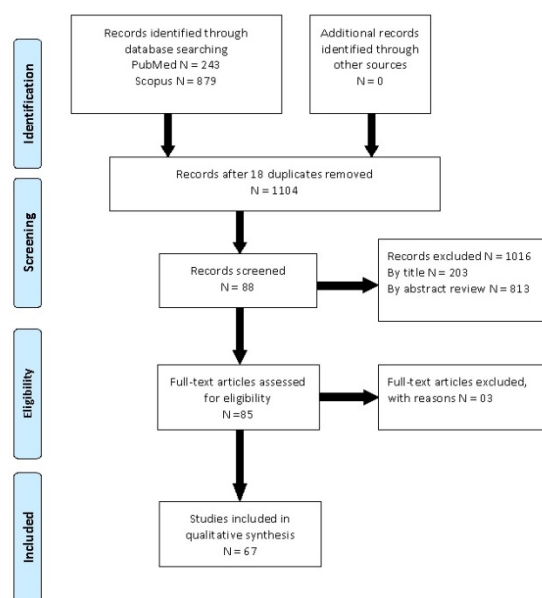 Records identified through
database searching
PubMed N = 243
Scopus N = 879
Additional records
identified through
other sources
N = 0
Identification
Records after 18 duplicates removed
N = 1104
Screening
Records screened
N = 88
Records excluded N = 1016
By title N = 203
By abstract review N = 813
Eligibility
Full-text articles assessed
for eligibility
N =85
Full-text articles excluded,
with reasons N = 03
Included
Studies included in
qualitative synthesis
N = 67